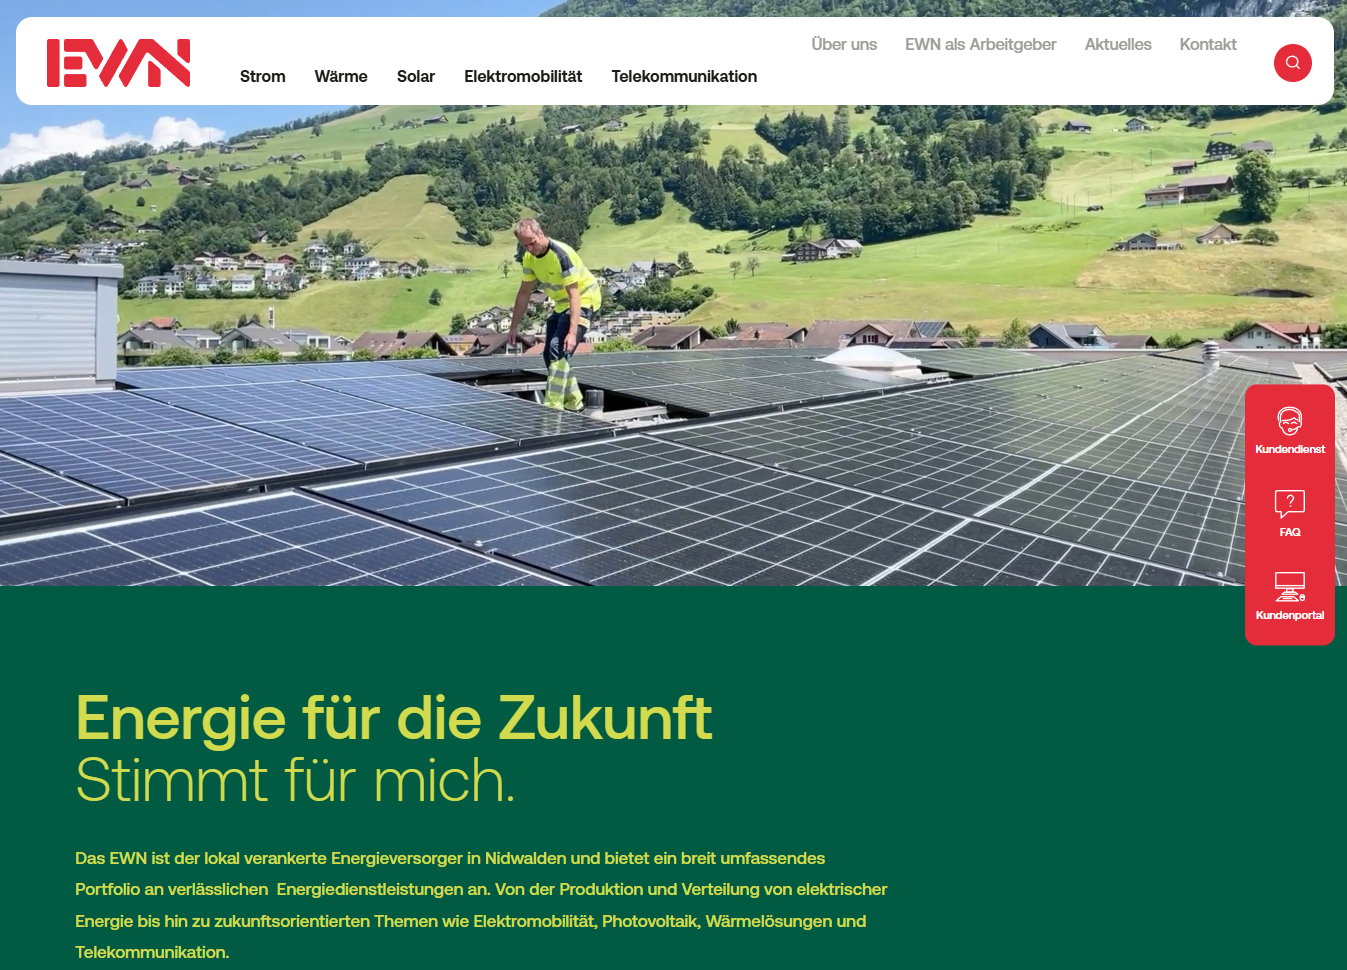 EWN
Über uns EWN als Arbeitgeber Aktuelles Kontakt
Strom Wärme Solar Elektromobilität Telekommunikation
Kundendienst
?
FAQ
Kundenportal
Energie für die Zukunft
Stimmt für mich.
Das EWN ist der lokal verankerte Energieversorger in Nidwalden und bietet ein breit umfassendes
Portfolio an verlässlichen  Energiedienstleistungen an. Von der Produktion und Verteilung von elektrischer
Energie bis hin zu zukunftsorientierten Themen wie Elektromobilität, Photovoltaik, Wärmelösungen und
Telekommunikation.